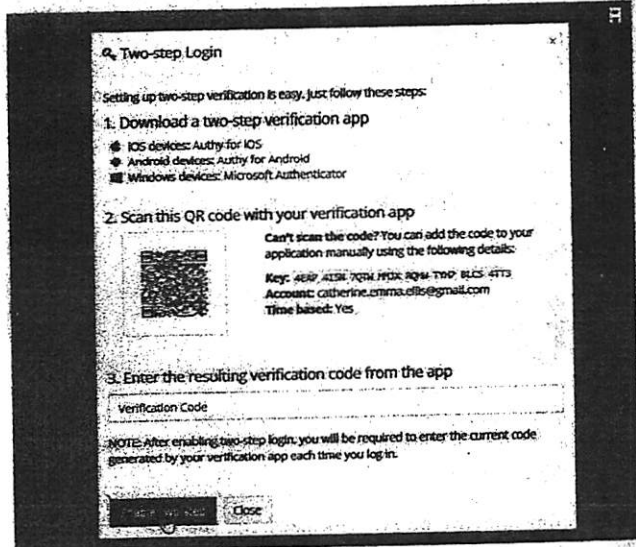 Two-step Login
×
Setting up two-step verification is easy, just follow these steps:
1. Download a two-step verification app
iOS devices: Authy for iOS
Android devices: Authy for Android
Windows devices: Microsoft Authenticator
2. Scan this QR code with your verification app
Can't scan the code? You can add the code to your
application manually using the following details:
Key:
Account: catherine.emma.ellis@gmail.com
Time based: Yes
3. Enter the resulting verification code from the app
Verification Code
NOTE: After enabling two-step login, you will be required to enter the current code
generated by your verification app each time you log in.
Close